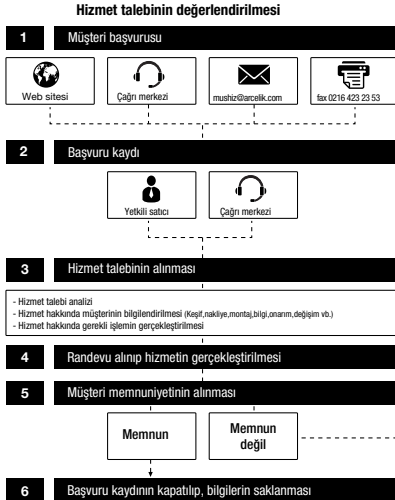 Hizmet talebinin değerlendirilmesi
1 Müşteri başvurusu
Web sitesi
Çağrı merkezi
mushiz@arcelik.com
fax 0216 423 23 53
2 Başvuru kaydı
Yetkili satıcı
Çağrı merkezi
3 Hizmet talebinin alınması
- Hizmet talebi analizi
- Hizmet hakkında müşterinin bilgilendirilmesi (Keşif,nakliye,montaj,bilgi,onarım,değişim vb.)
- Hizmet hakkında gerekli işlemin gerçekleştirilmesi
4 Randevu alınıp hizmetin gerçekleştirilmesi
5 Müşteri memnuniyetinin alınması
Memnun
Memnun
değil
6 Başvuru kaydının kapatılıp, bilgilerin saklanması